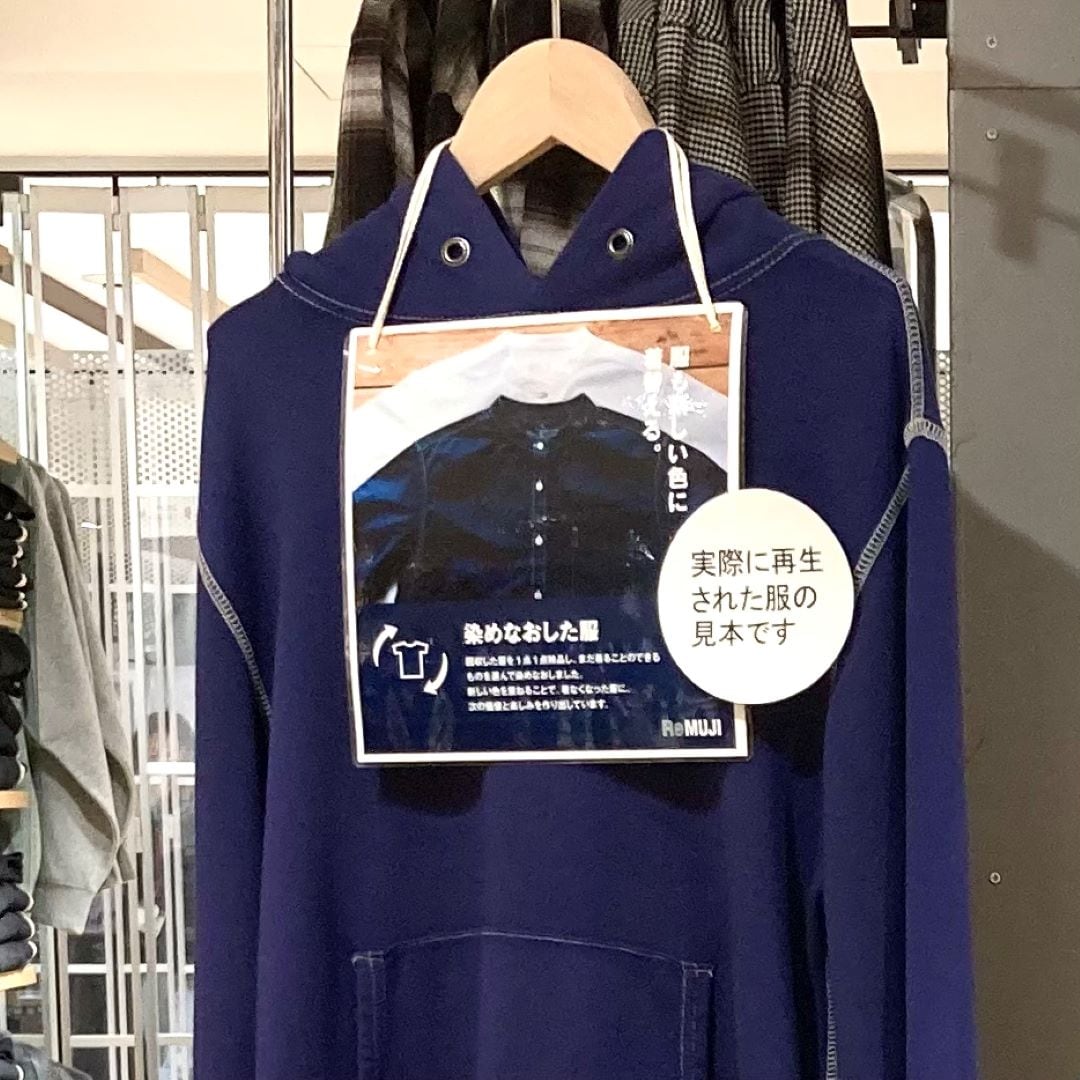 しい色に
える。
実際に再生
された服の
見本です
染めなおした服
回収した服を1点1点検品し、まだ着ることのできる
ものを選んで染めなおしました。
新しい色を重ねることで、着なくなった服に、
次の価値と楽しみを作り出しています。
ReMUJI